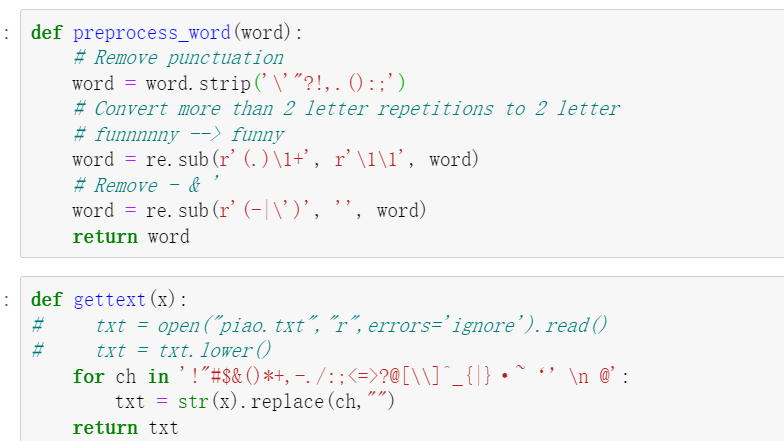 : def preprocess_word(word):
    # Remove punctuation
    word = word.strip('\'"?!,.():;')
    # Convert more than 2 letter repetitions to 2 letter
    # funnnnny --> funny
    word = re.sub(r'(.)\1+', r'\1\1', word)
    # Remove - & '
    word = re.sub(r'(-|\')', '', word)
    return word
: def gettext(x):
#     txt = open("piao.txt","r",errors='ignore').read()
#     txt = txt.lower()
    for ch in '!"#$&()*+,-./:;<=>?@[\\]^_{|}·~‘’ \n @':
        txt = str(x).replace(ch,"")
    return txt